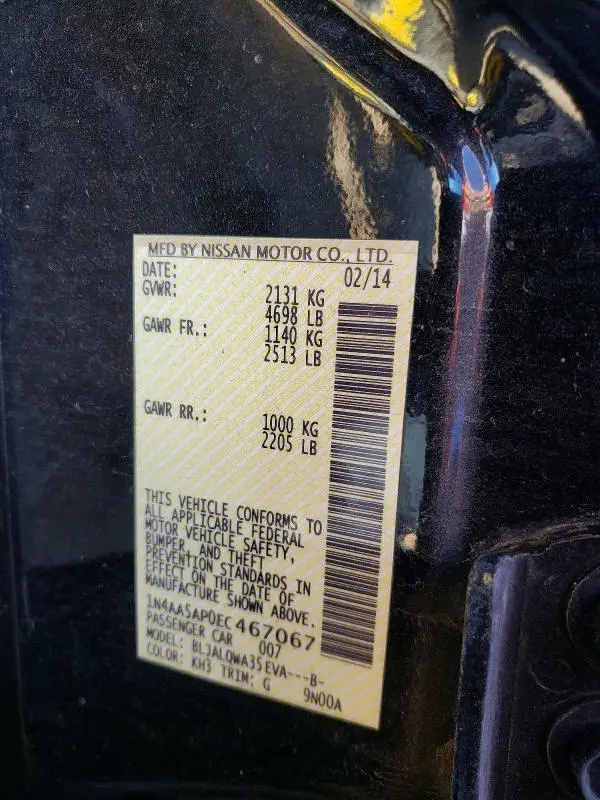 MFD BY NISSAN MOTOR CO., LTD.
DATE: 02/14
GVWR: 2131 KG
4698 LB
GAWR FR.: 1140 KG
2513 LB
GAWR RR.: 1000 KG
2205 LB
THIS VEHICLE CONFORMS TO
ALL APPLICABLE FEDERAL
MOTOR VEHICLE SAFETY,
BUMPER, AND THEFT
PREVENTION STANDARDS IN
EFFECT ON THE DATE OF
MANUFACTURE SHOWN ABOVE.
1N4AA5AP0EC467067
PASSENGER CAR 007
MODEL: BLJALQWA35EVA---B-
COLOR: KH3 TRIM: G 9N00A